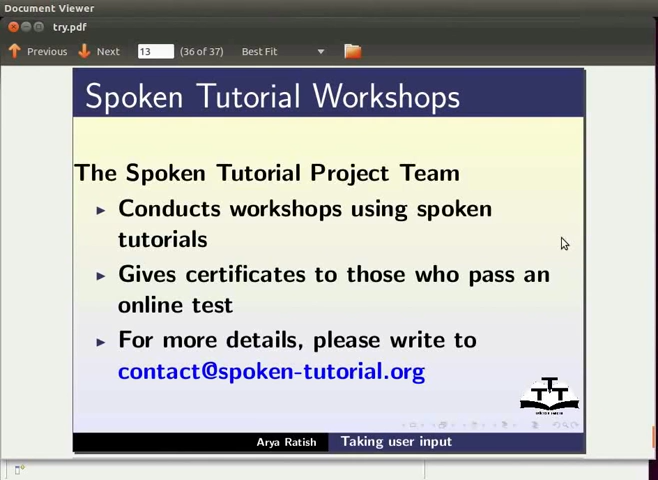 Document Viewer
try.pdf
Previous Next 13 (36 of 37) Best Fit
Spoken Tutorial Workshops
The Spoken Tutorial Project Team
Conducts workshops using spoken
tutorials
Gives certificates to those who pass an
online test
For more details, please write to
contact@spoken-tutorial.org
Arya Ratish Taking user input